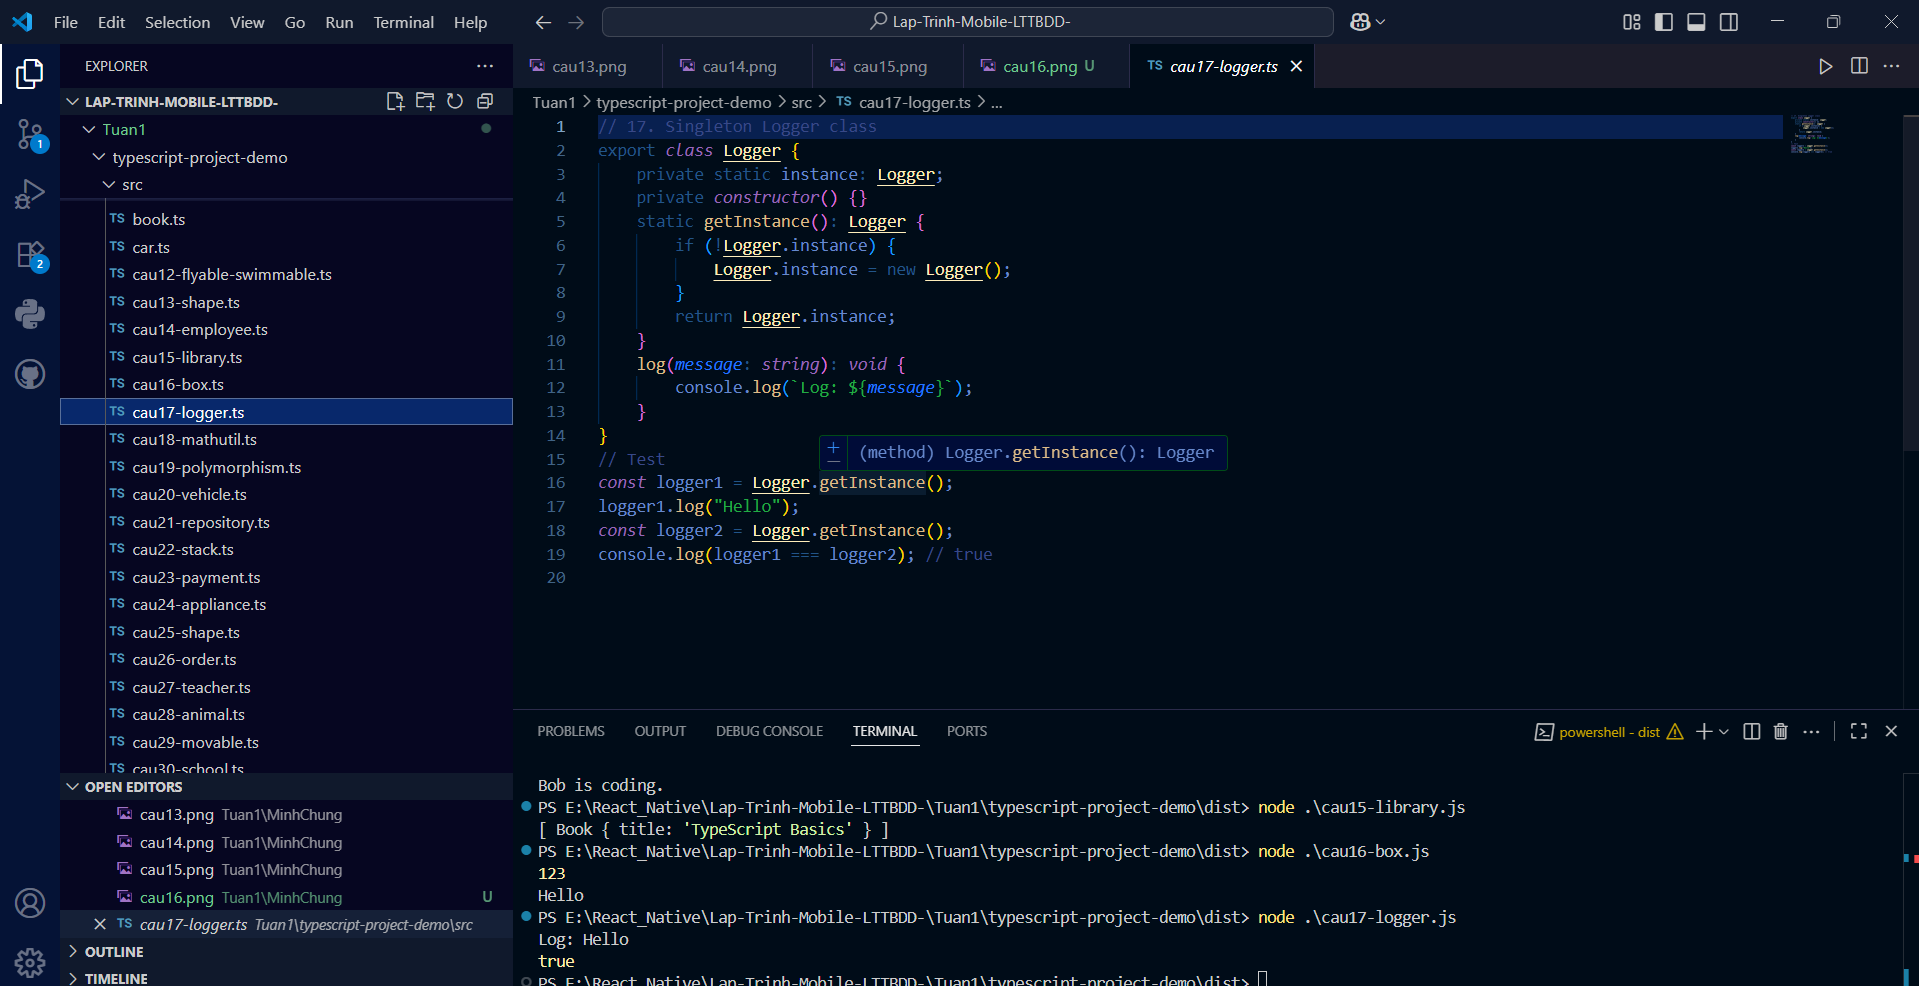 File Edit Selection View Go Run Terminal Help
Lap-Trinh-Mobile-LTTBDD-
EXPLORER
LAP-TRINH-MOBILE-LTTBDD-
Tuan1
typescript-project-demo
src
TS book.ts
TS car.ts
TS cau12-flyable-swimmable.ts
TS cau13-shape.ts
TS cau14-employee.ts
TS cau15-library.ts
TS cau16-box.ts
TS cau17-logger.ts
TS cau18-mathutil.ts
TS cau19-polymorphism.ts
TS cau20-vehicle.ts
TS cau21-repository.ts
TS cau22-stack.ts
TS cau23-payment.ts
TS cau24-appliance.ts
TS cau25-shape.ts
TS cau26-order.ts
TS cau27-teacher.ts
TS cau28-animal.ts
TS cau29-movable.ts
TS cau30-school.ts
OPEN EDITORS
cau13.png Tuan1\MinhChung
cau14.png Tuan1\MinhChung
cau15.png Tuan1\MinhChung
cau16.png Tuan1\MinhChung U
TS cau17-logger.ts Tuan1\typescript-project-demo\src
OUTLINE
TIMELINE
1
2
cau13.png cau14.png cau15.png cau16.png U TS cau17-logger.ts
Tuan1 > typescript-project-demo > src > TS cau17-logger.ts > ...
1 // 17. Singleton Logger class
2 export class Logger {
3 private static instance: Logger;
4 private constructor() {}
5 static getInstance(): Logger {
6 if (!Logger.instance) {
7 Logger.instance = new Logger();
8 }
9 return Logger.instance;
10 }
11 log(message: string): void {
12 console.log(`Log: ${message}`);
13 }
14 }
15 // Test
(method) Logger.getInstance(): Logger
16 const logger1 = Logger.getInstance();
17 logger1.log("Hello");
18 const logger2 = Logger.getInstance();
19 console.log(logger1 === logger2); // true
20
PROBLEMS OUTPUT DEBUG CONSOLE TERMINAL PORTS
powershell - dist
Bob is coding.
PS E:\React_Native\Lap-Trinh-Mobile-LTTBDD-\Tuan1\typescript-project-demo\dist> node .\cau15-library.js
[ Book { title: 'TypeScript Basics' } ]
PS E:\React_Native\Lap-Trinh-Mobile-LTTBDD-\Tuan1\typescript-project-demo\dist> node .\cau16-box.js
123
Hello
PS E:\React_Native\Lap-Trinh-Mobile-LTTBDD-\Tuan1\typescript-project-demo\dist> node .\cau17-logger.js
Log: Hello
true
PS E:\React_Native\Lap-Trinh-Mobile-LTTBDD-\Tuan1\typescript-project-demo\dist>